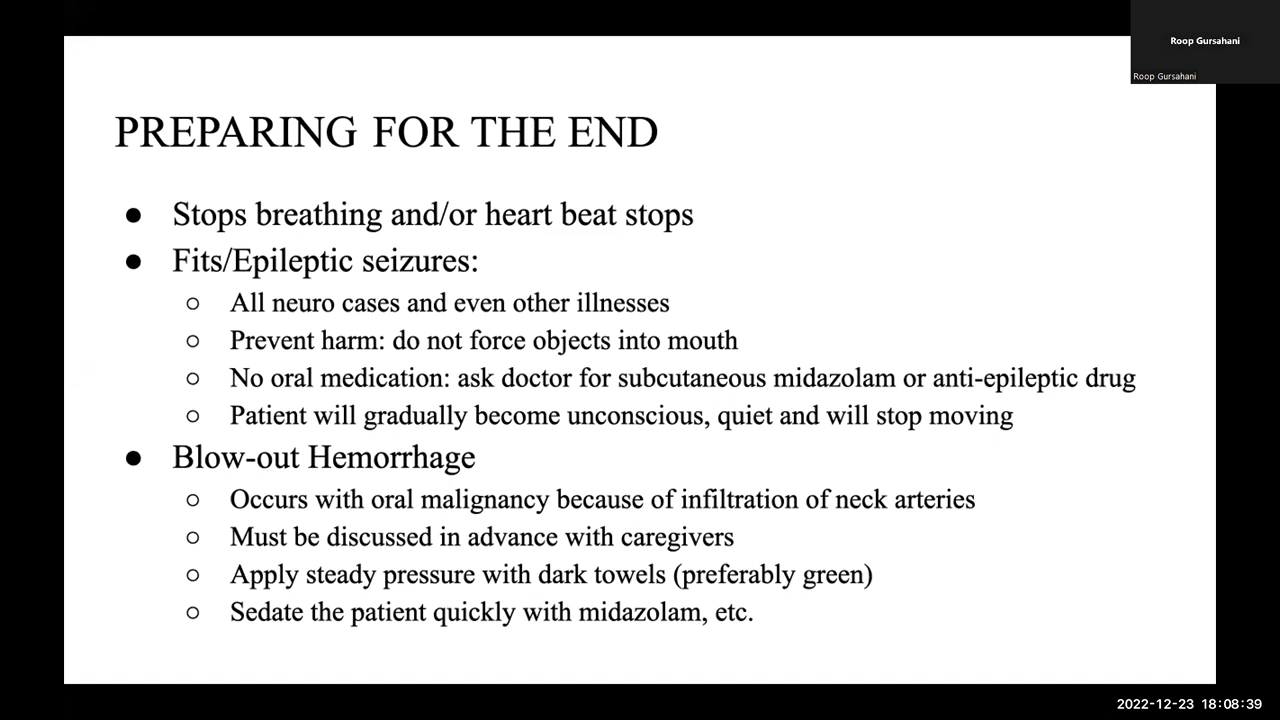 Roop Gursahani
Roop Gursahani
PREPARING FOR THE END
● Stops breathing and/or heart beat stops
● Fits/Epileptic seizures:
○ All neuro cases and even other illnesses
○ Prevent harm: do not force objects into mouth
○ No oral medication: ask doctor for subcutaneous midazolam or anti-epileptic drug
○ Patient will gradually become unconscious, quiet and will stop moving
● Blow-out Hemorrhage
○ Occurs with oral malignancy because of infiltration of neck arteries
○ Must be discussed in advance with caregivers
○ Apply steady pressure with dark towels (preferably green)
○ Sedate the patient quickly with midazolam, etc.
2022-12-23 18:08:39